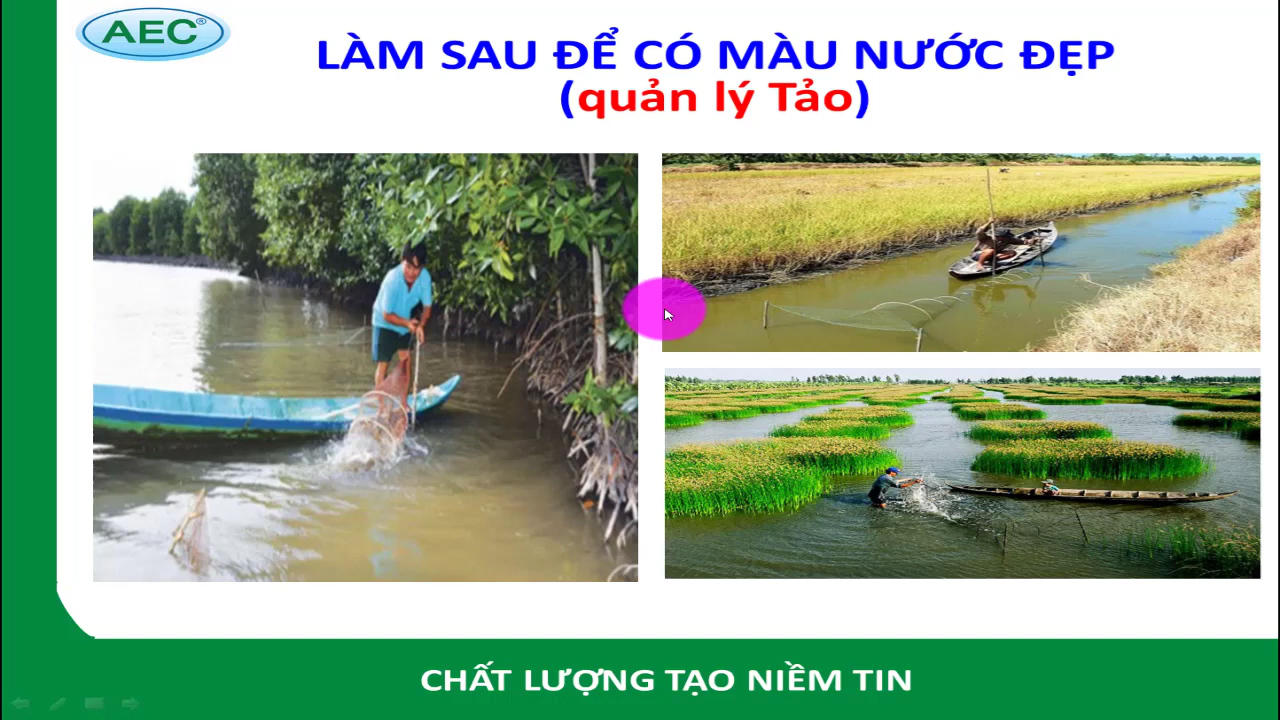 AEC®
LÀM SAU ĐỂ CÓ MÀU NƯỚC ĐẸP
(quản lý Tảo)
CHẤT LƯỢNG TẠO NIỀM TIN